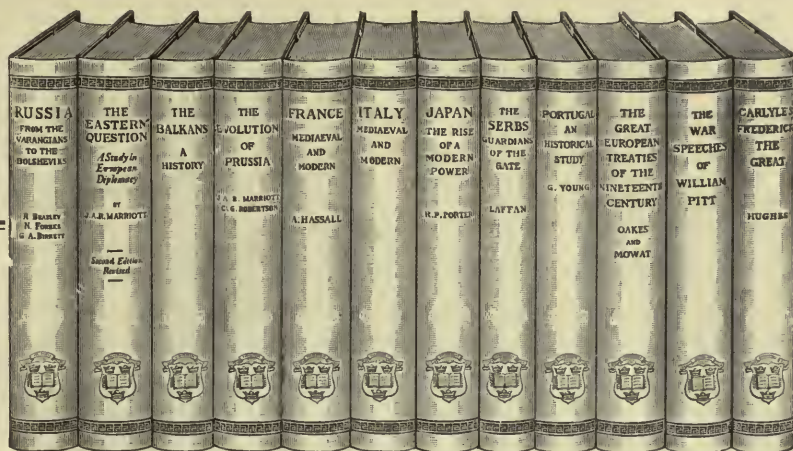 RUSSIA
FROM THE
VARANGIANS
TO THE
BOLSHEVIKS
R BEAZLEY
N. FORBES
G A. BIRKETT
THE
EASTERN
QUESTION
A Study in
European
Diplomacy
BY
J.A.R. MARRIOTT
Second Edition
Revised
THE
BALKANS
A
HISTORY
THE
EVOLUTION
OF
PRUSSIA
J A R. MARRIOTT
C. G. ROBERTSON
FRANCE
MEDIAEVAL
AND
MODERN
A. HASSALL
ITALY
MEDIAEVAL
AND
MODERN
JAPAN
THE RISE
OF A
MODERN
POWER
R. P. PORTER
THE
SERBS
GUARDIANS
OF THE
GATE
LAFFAN
PORTUGAL
AN
HISTORICAL
STUDY
G. YOUNG
THE
GREAT
EUROPEAN
TREATIES
OF THE
NINETEENTH
CENTURY
OAKES
AND
MOWAT
THE
WAR
SPEECHES
OF
WILLIAM
PITT
CARLYLE'S
FREDERICK
THE
GREAT
HUGHES